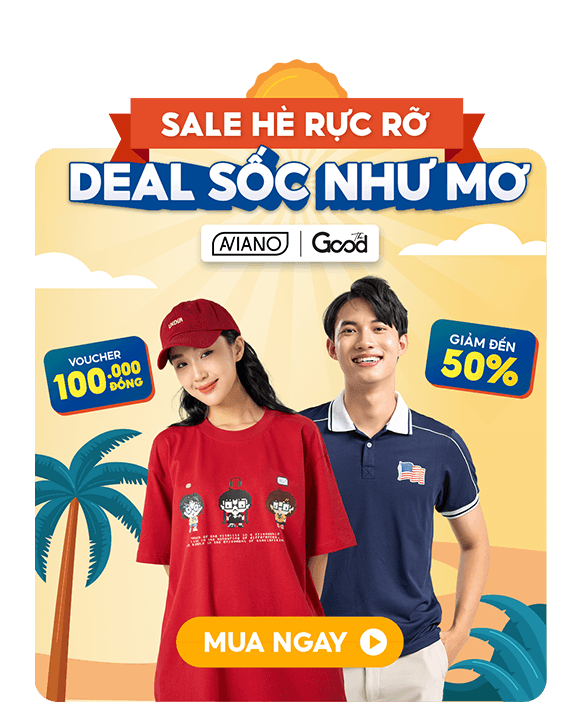 SALE HÈ RỰC RỠ
DEAL SỐC NHƯ MƠ
AVIANO
The Good
VOUCHER
100.000
ĐỒNG
GIẢM ĐẾN
50%
MUA NGAY